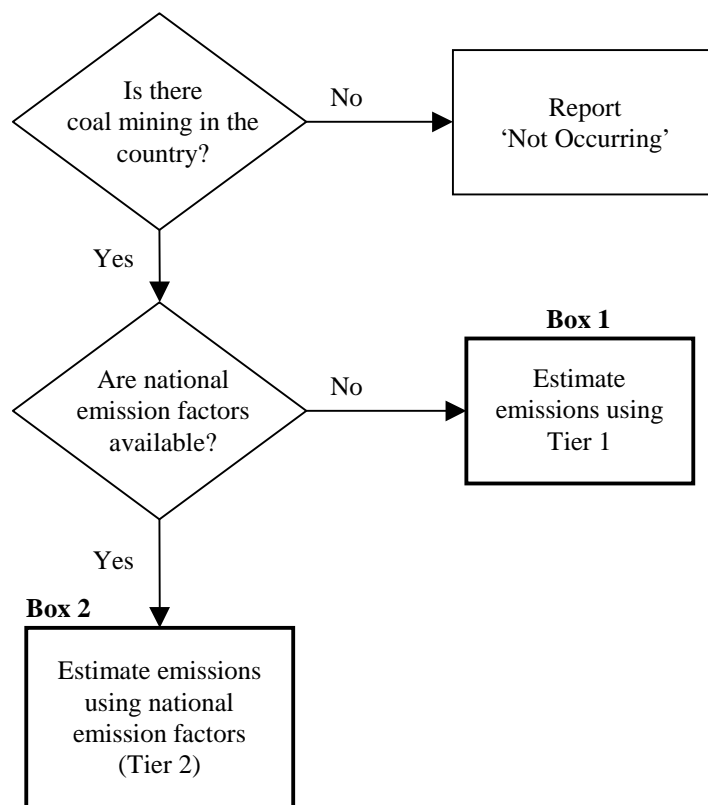 Is there
coal mining in the
country?
No
Report
‘Not Occurring’
Yes
Are national
emission factors
available?
No
Box 1
Estimate
emissions using
Tier 1
Yes
Box 2
Estimate emissions
using national
emission factors
(Tier 2)